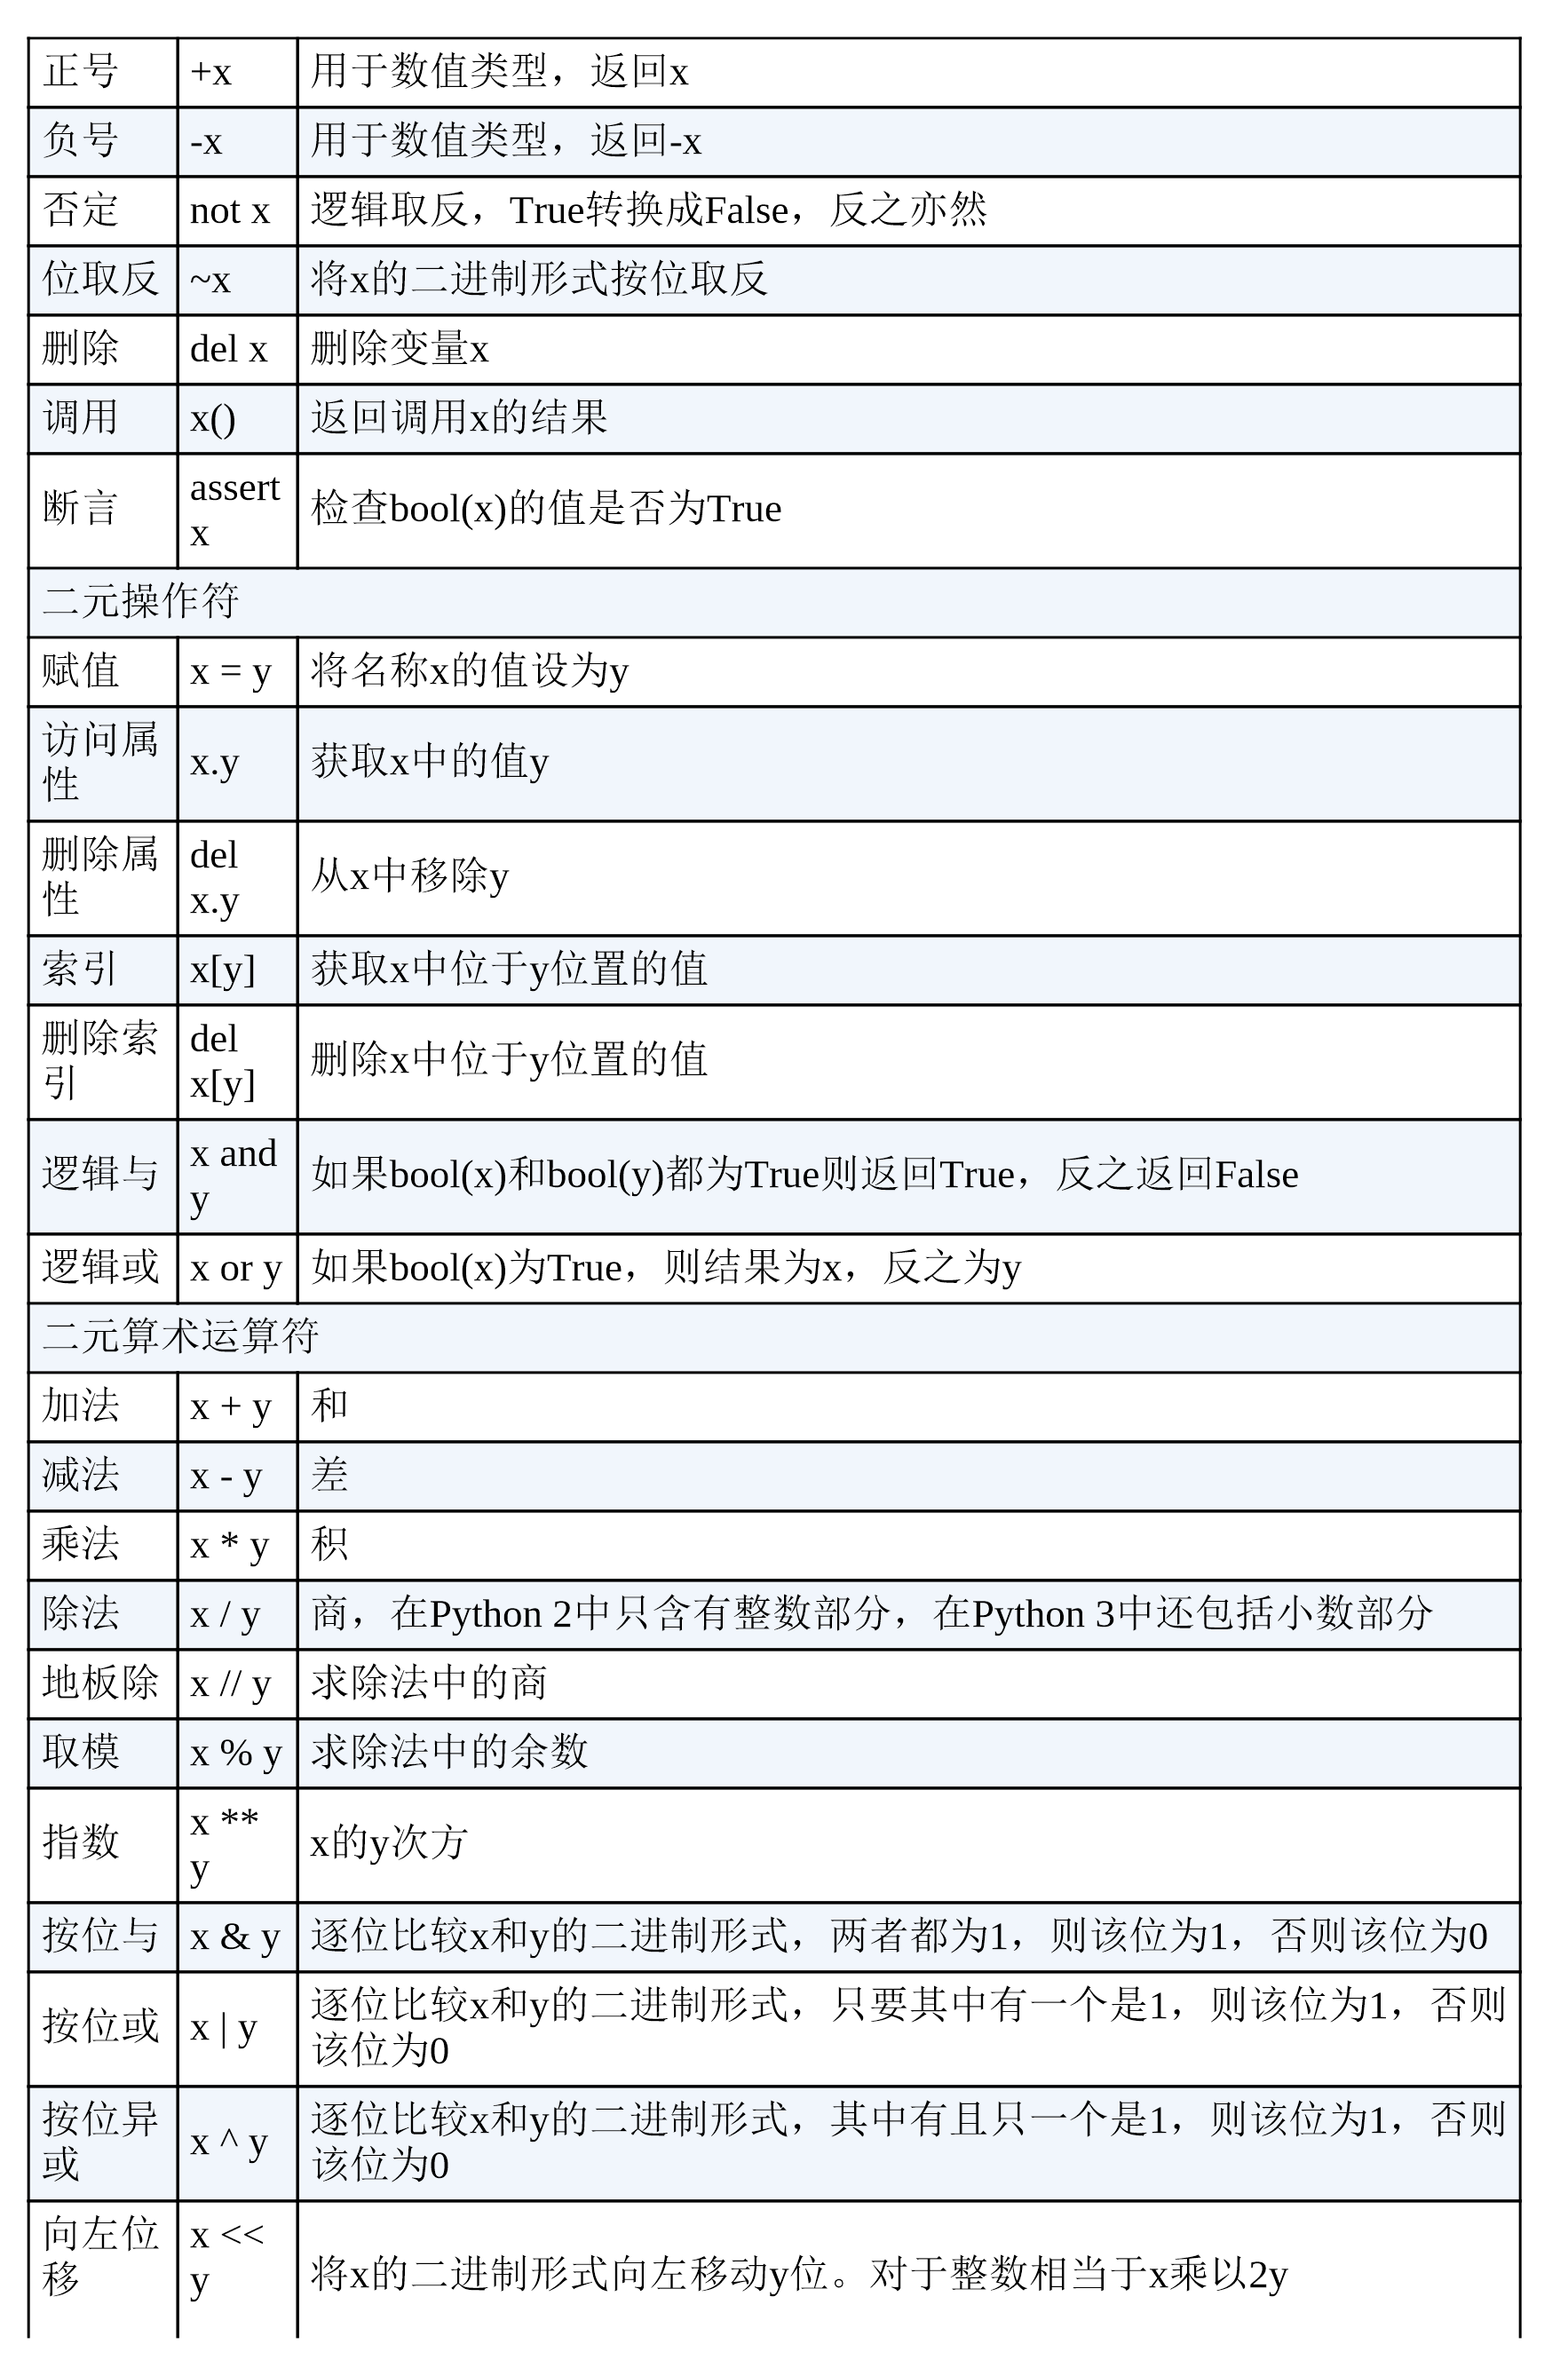 正号 +x 用于数值类型，返回x
负号 -x 用于数值类型，返回-x
否定 not x 逻辑取反，True转换成False，反之亦然
位取反 ~x 将x的二进制形式按位取反
删除 del x 删除变量x
调用 x() 返回调用x的结果
断言 assert
x 检查bool(x)的值是否为True
二元操作符
赋值 x = y 将名称x的值设为y
访问属
性 x.y 获取x中的值y
删除属
性 del
x.y 从x中移除y
索引 x[y] 获取x中位于y位置的值
删除索
引 del
x[y] 删除x中位于y位置的值
逻辑与 x and
y 如果bool(x)和bool(y)都为True则返回True，反之返回False
逻辑或 x or y 如果bool(x)为True，则结果为x，反之为y
二元算术运算符
加法 x + y 和
减法 x - y 差
乘法 x * y 积
除法 x / y 商，在Python 2中只含有整数部分，在Python 3中还包括小数部分
地板除 x // y 求除法中的商
取模 x % y 求除法中的余数
指数 x **
y x的y次方
按位与 x & y 逐位比较x和y的二进制形式，两者都为1，则该位为1，否则该位为0
按位或 x | y 逐位比较x和y的二进制形式，只要其中有一个是1，则该位为1，否则
该位为0
按位异
或 x ^ y 逐位比较x和y的二进制形式，其中有且只一个是1，则该位为1，否则
该位为0
向左位
移 x <<
y 将x的二进制形式向左移动y位。对于整数相当于x乘以2y